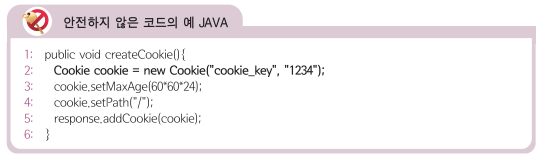 안전하지 않은 코드의 예 JAVA
1: public void createCookie(){
2: Cookie cookie = new Cookie("cookie_key", "1234");
3: cookie.setMaxAge(60*60*24);
4: cookie.setPath("/");
5: response.addCookie(cookie);
6: }